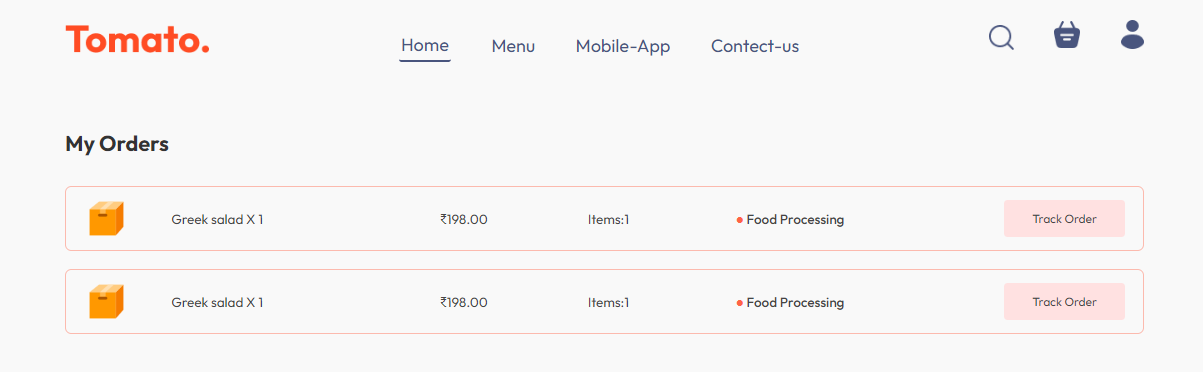 Tomato.
Home Menu Mobile-App Contect-us
My Orders
Greek salad X 1 ₹198.00 Items:1 Food Processing Track Order
Greek salad X 1 ₹198.00 Items:1 Food Processing Track Order